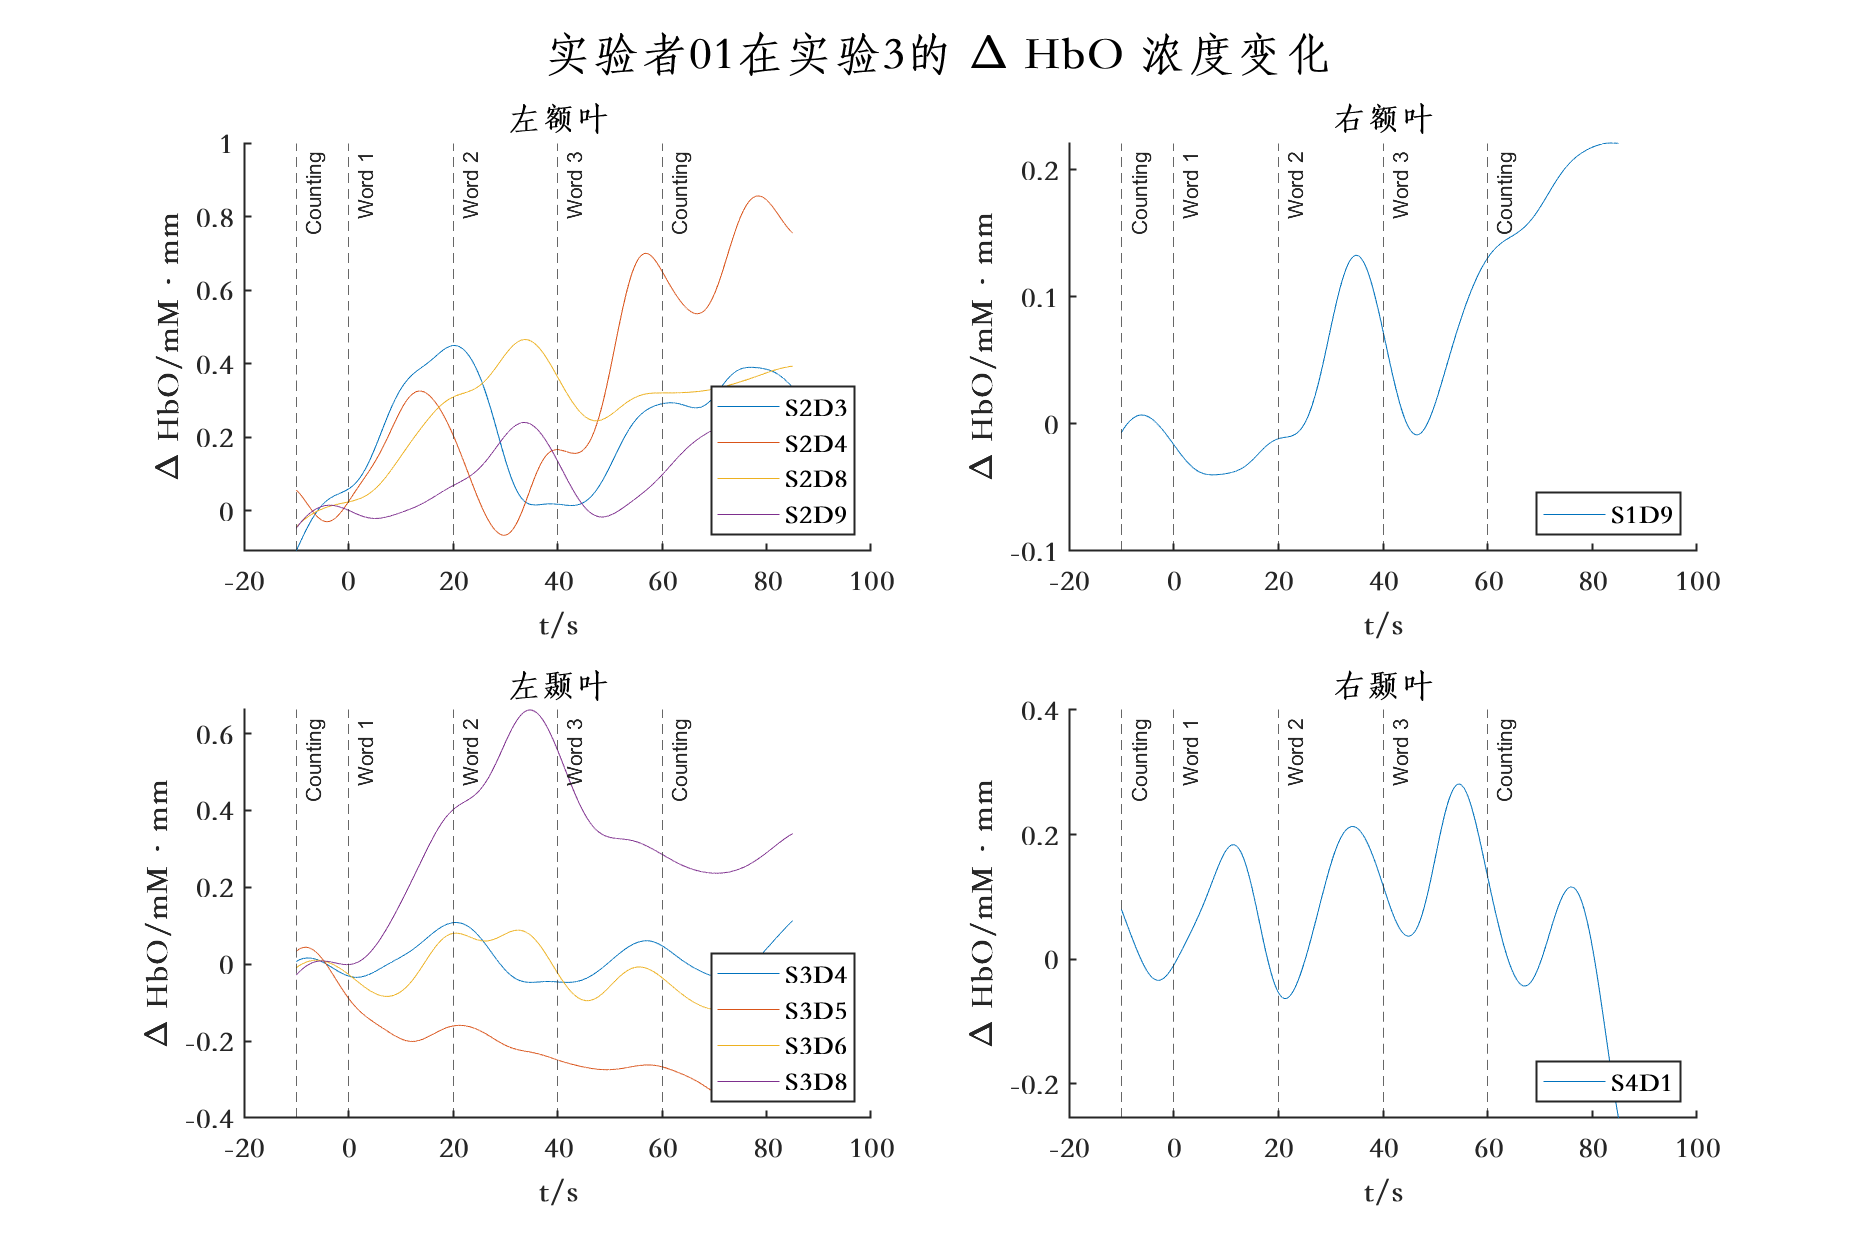 实验者01在实验3的 Δ HbO 浓度变化
左额叶
Δ HbO/mM · mm
1
0.8
0.6
0.4
0.2
0
Counting
Word 1
Word 2
Word 3
Counting
S2D3
S2D4
S2D8
S2D9
-20 0 20 40 60 80 100
t/s
右额叶
Δ HbO/mM · mm
0.2
0.1
0
-0.1
Counting
Word 1
Word 2
Word 3
Counting
S1D9
-20 0 20 40 60 80 100
t/s
左颞叶
Δ HbO/mM · mm
0.6
0.4
0.2
0
-0.2
-0.4
Counting
Word 1
Word 2
Word 3
Counting
S3D4
S3D5
S3D6
S3D8
-20 0 20 40 60 80 100
t/s
右颞叶
Δ HbO/mM · mm
0.4
0.2
0
-0.2
Counting
Word 1
Word 2
Word 3
Counting
S4D1
-20 0 20 40 60 80 100
t/s